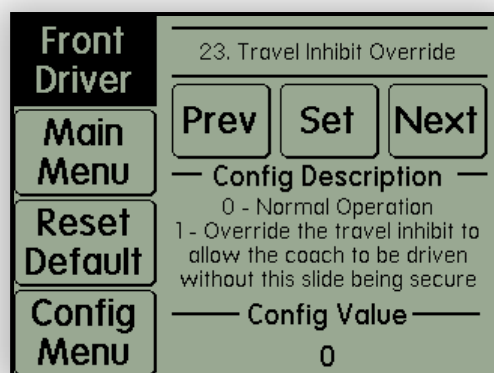 Front
Driver
Main
Menu
Reset
Default
Config
Menu
23. Travel Inhibit Override
Prev
Set
Next
Config Description
0 - Normal Operation
1 - Override the travel inhibit to
allow the coach to be driven
without this slide being secure
Config Value
0